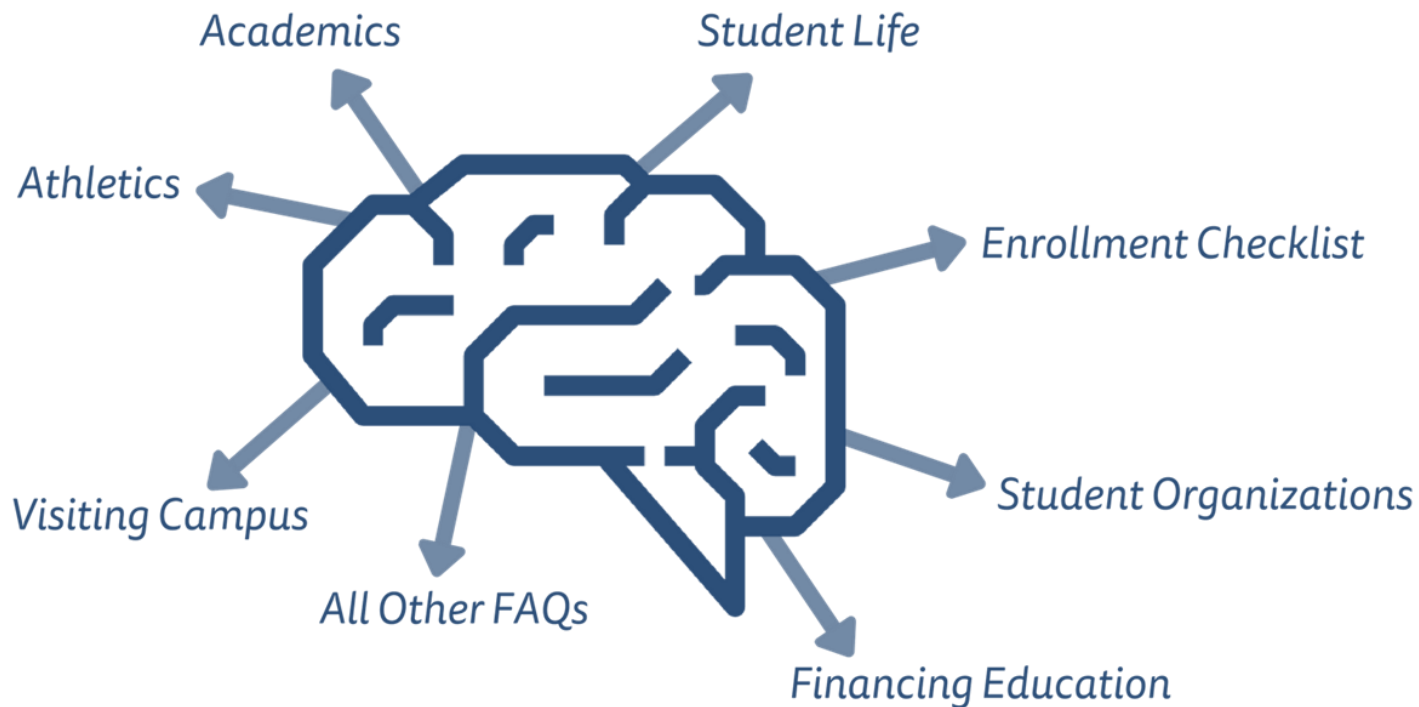 Academics
Student Life
Athletics
Enrollment Checklist
Student Organizations
Visiting Campus
All Other FAQs
Financing Education